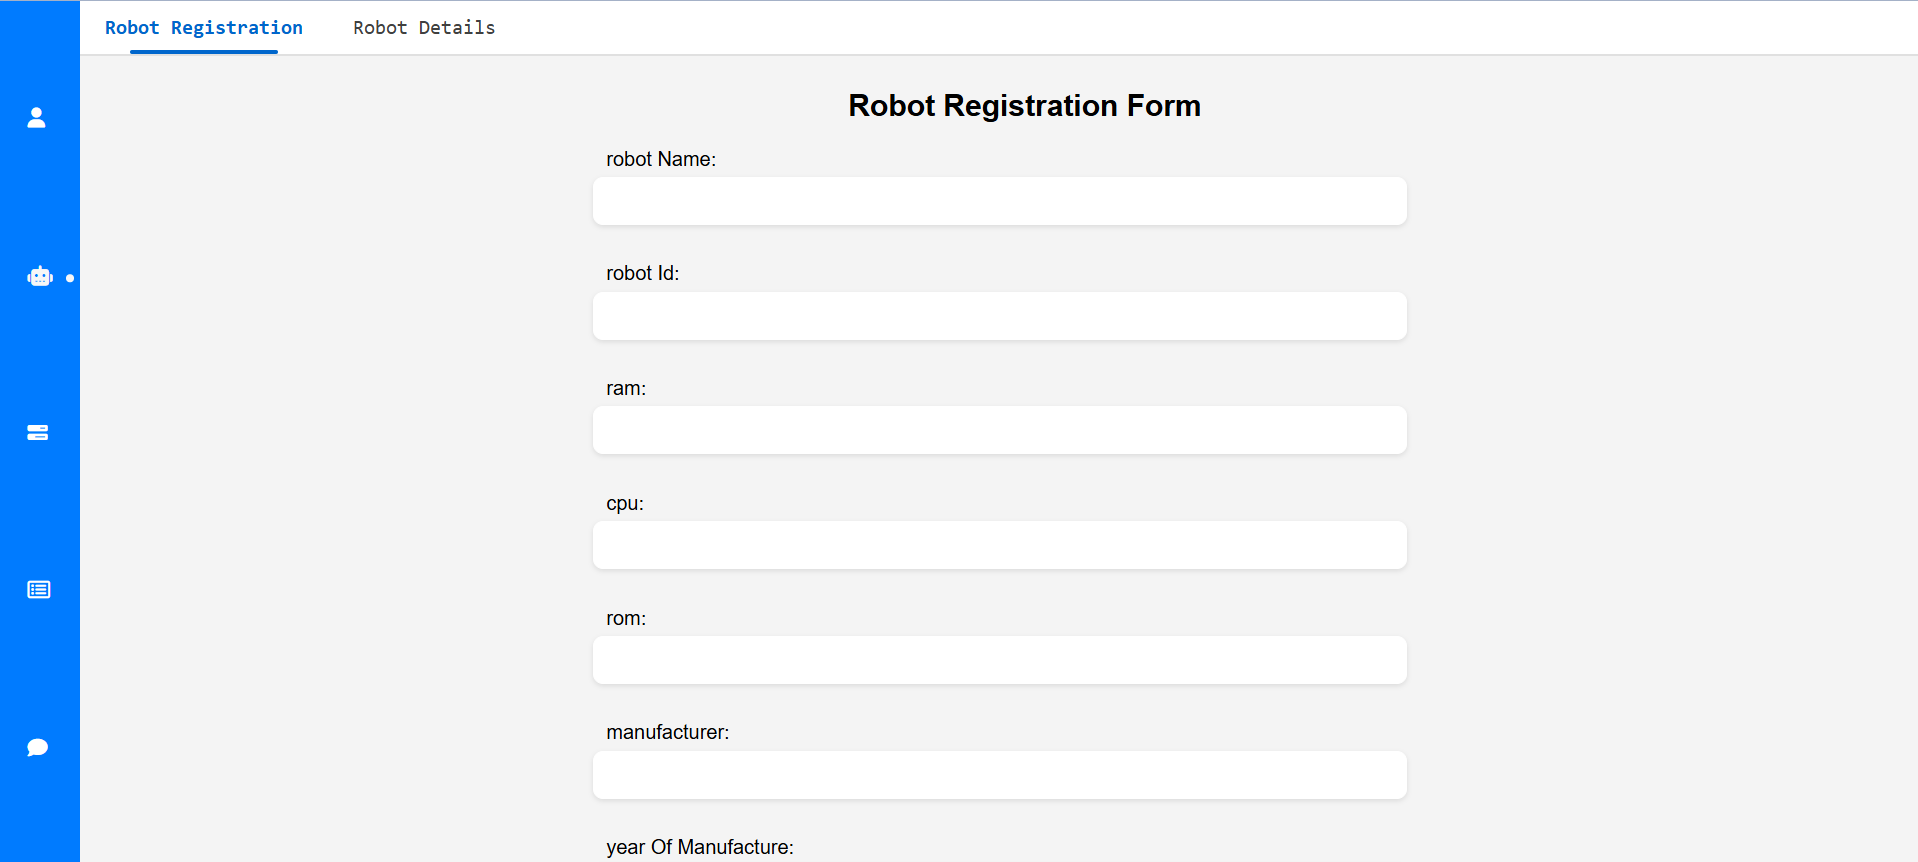 Robot Registration Robot Details
Robot Registration Form
robot Name:
robot Id:
ram:
cpu:
rom:
manufacturer:
year Of Manufacture: